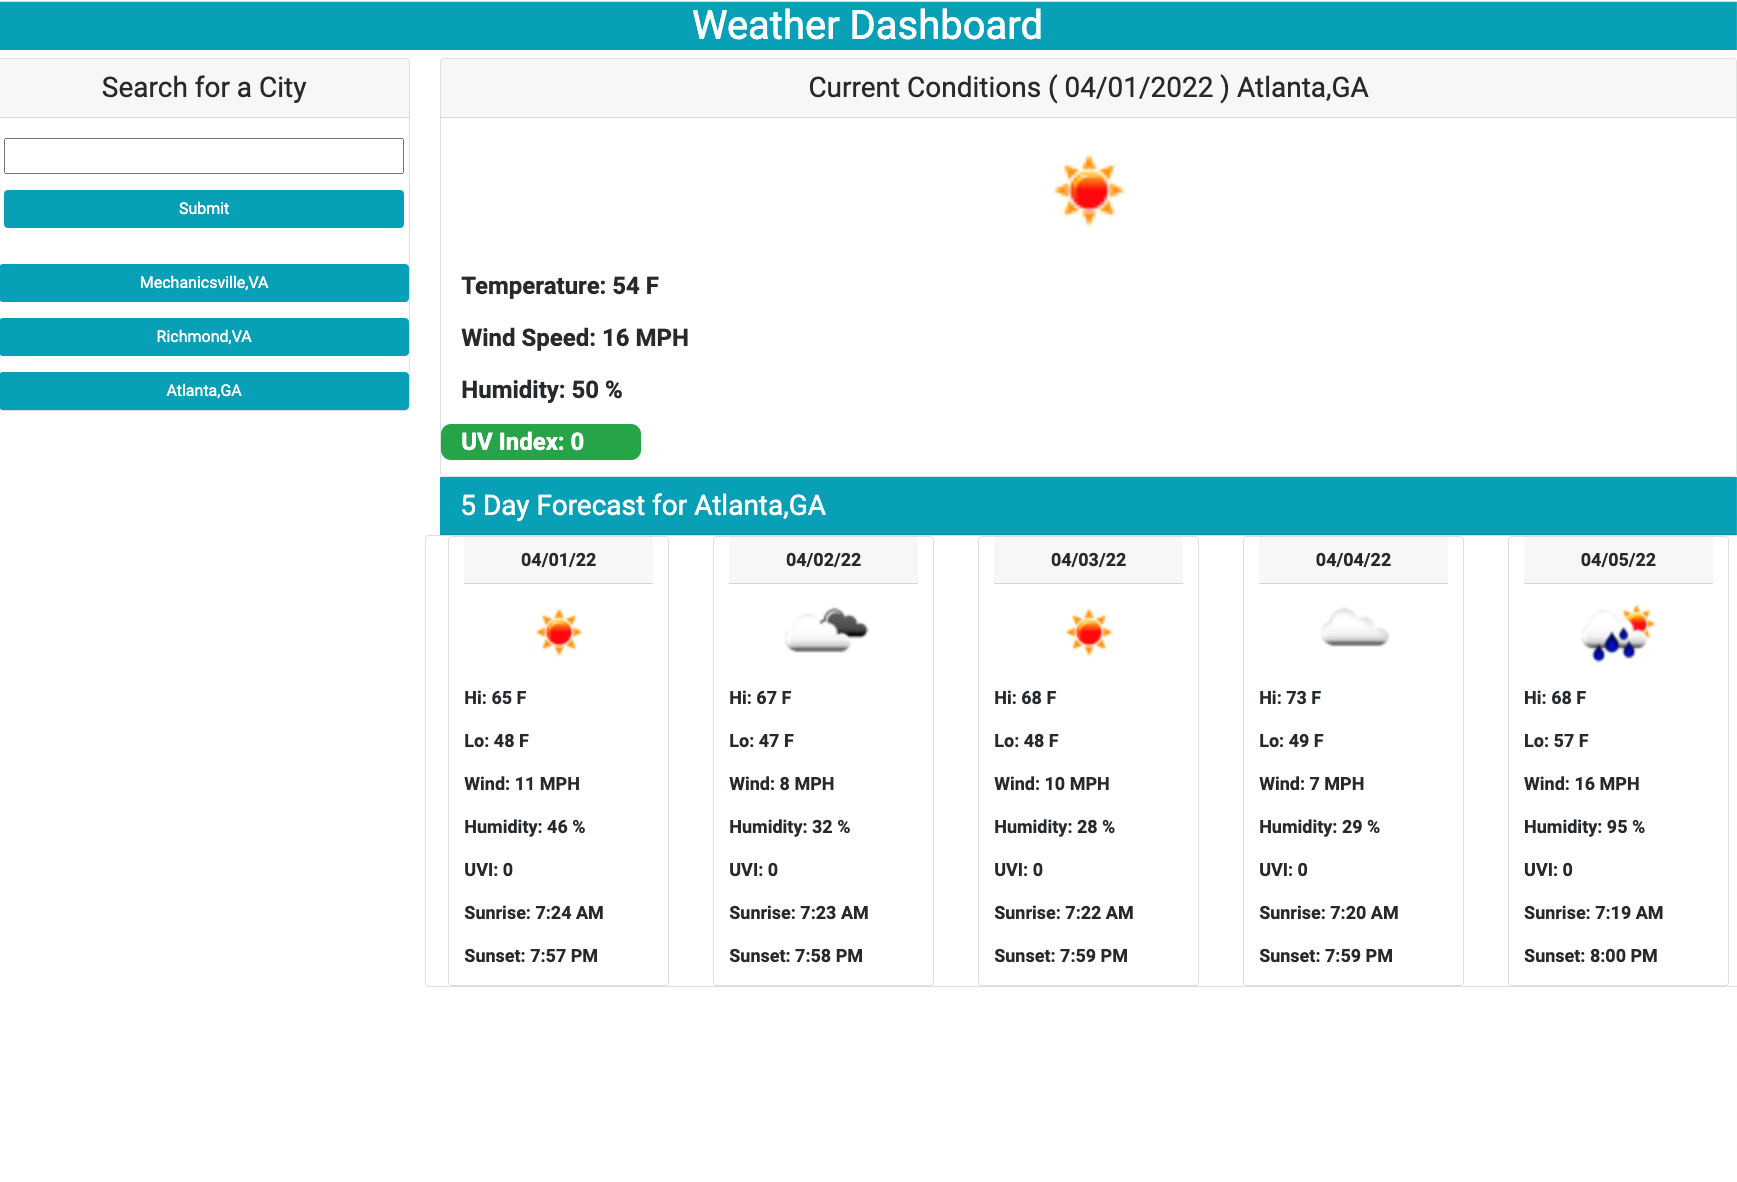 Weather Dashboard
Search for a City
Submit
Mechanicsville,VA
Richmond,VA
Atlanta,GA
Current Conditions ( 04/01/2022 ) Atlanta,GA
Temperature: 54 F
Wind Speed: 16 MPH
Humidity: 50 %
UV Index: 0
5 Day Forecast for Atlanta,GA
04/01/22
Hi: 65 F
Lo: 48 F
Wind: 11 MPH
Humidity: 46 %
UVI: 0
Sunrise: 7:24 AM
Sunset: 7:57 PM
04/02/22
Hi: 67 F
Lo: 47 F
Wind: 8 MPH
Humidity: 32 %
UVI: 0
Sunrise: 7:23 AM
Sunset: 7:58 PM
04/03/22
Hi: 68 F
Lo: 48 F
Wind: 10 MPH
Humidity: 28 %
UVI: 0
Sunrise: 7:22 AM
Sunset: 7:59 PM
04/04/22
Hi: 73 F
Lo: 49 F
Wind: 7 MPH
Humidity: 29 %
UVI: 0
Sunrise: 7:20 AM
Sunset: 7:59 PM
04/05/22
Hi: 68 F
Lo: 57 F
Wind: 16 MPH
Humidity: 95 %
UVI: 0
Sunrise: 7:19 AM
Sunset: 8:00 PM